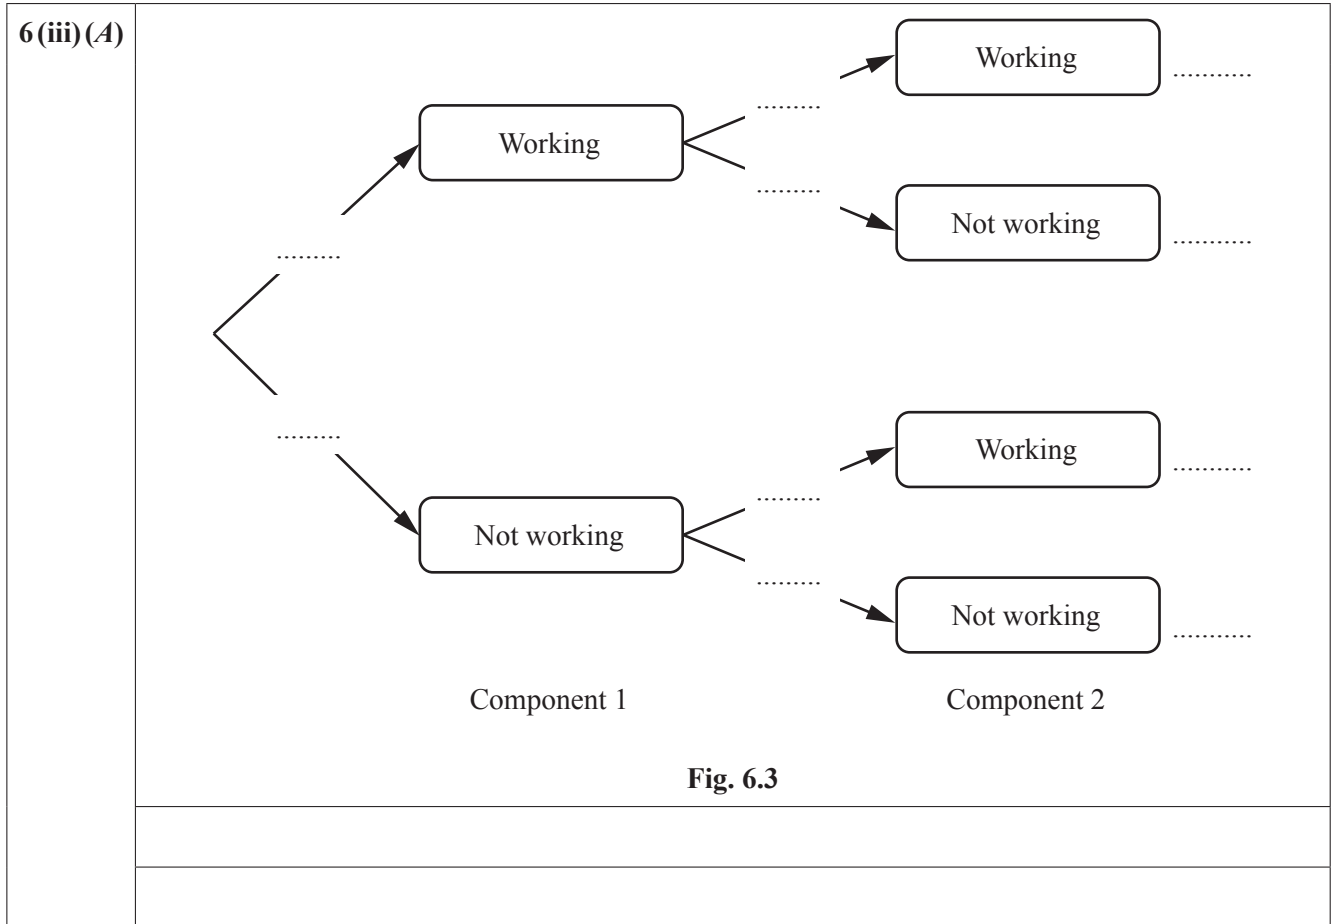 6 (iii) (A)
Working
...........
Working
..........
..........
Not working
...........
.........
.........
Working
...........
Not working
..........
..........
Not working
...........
Component 1
Component 2
Fig. 6.3